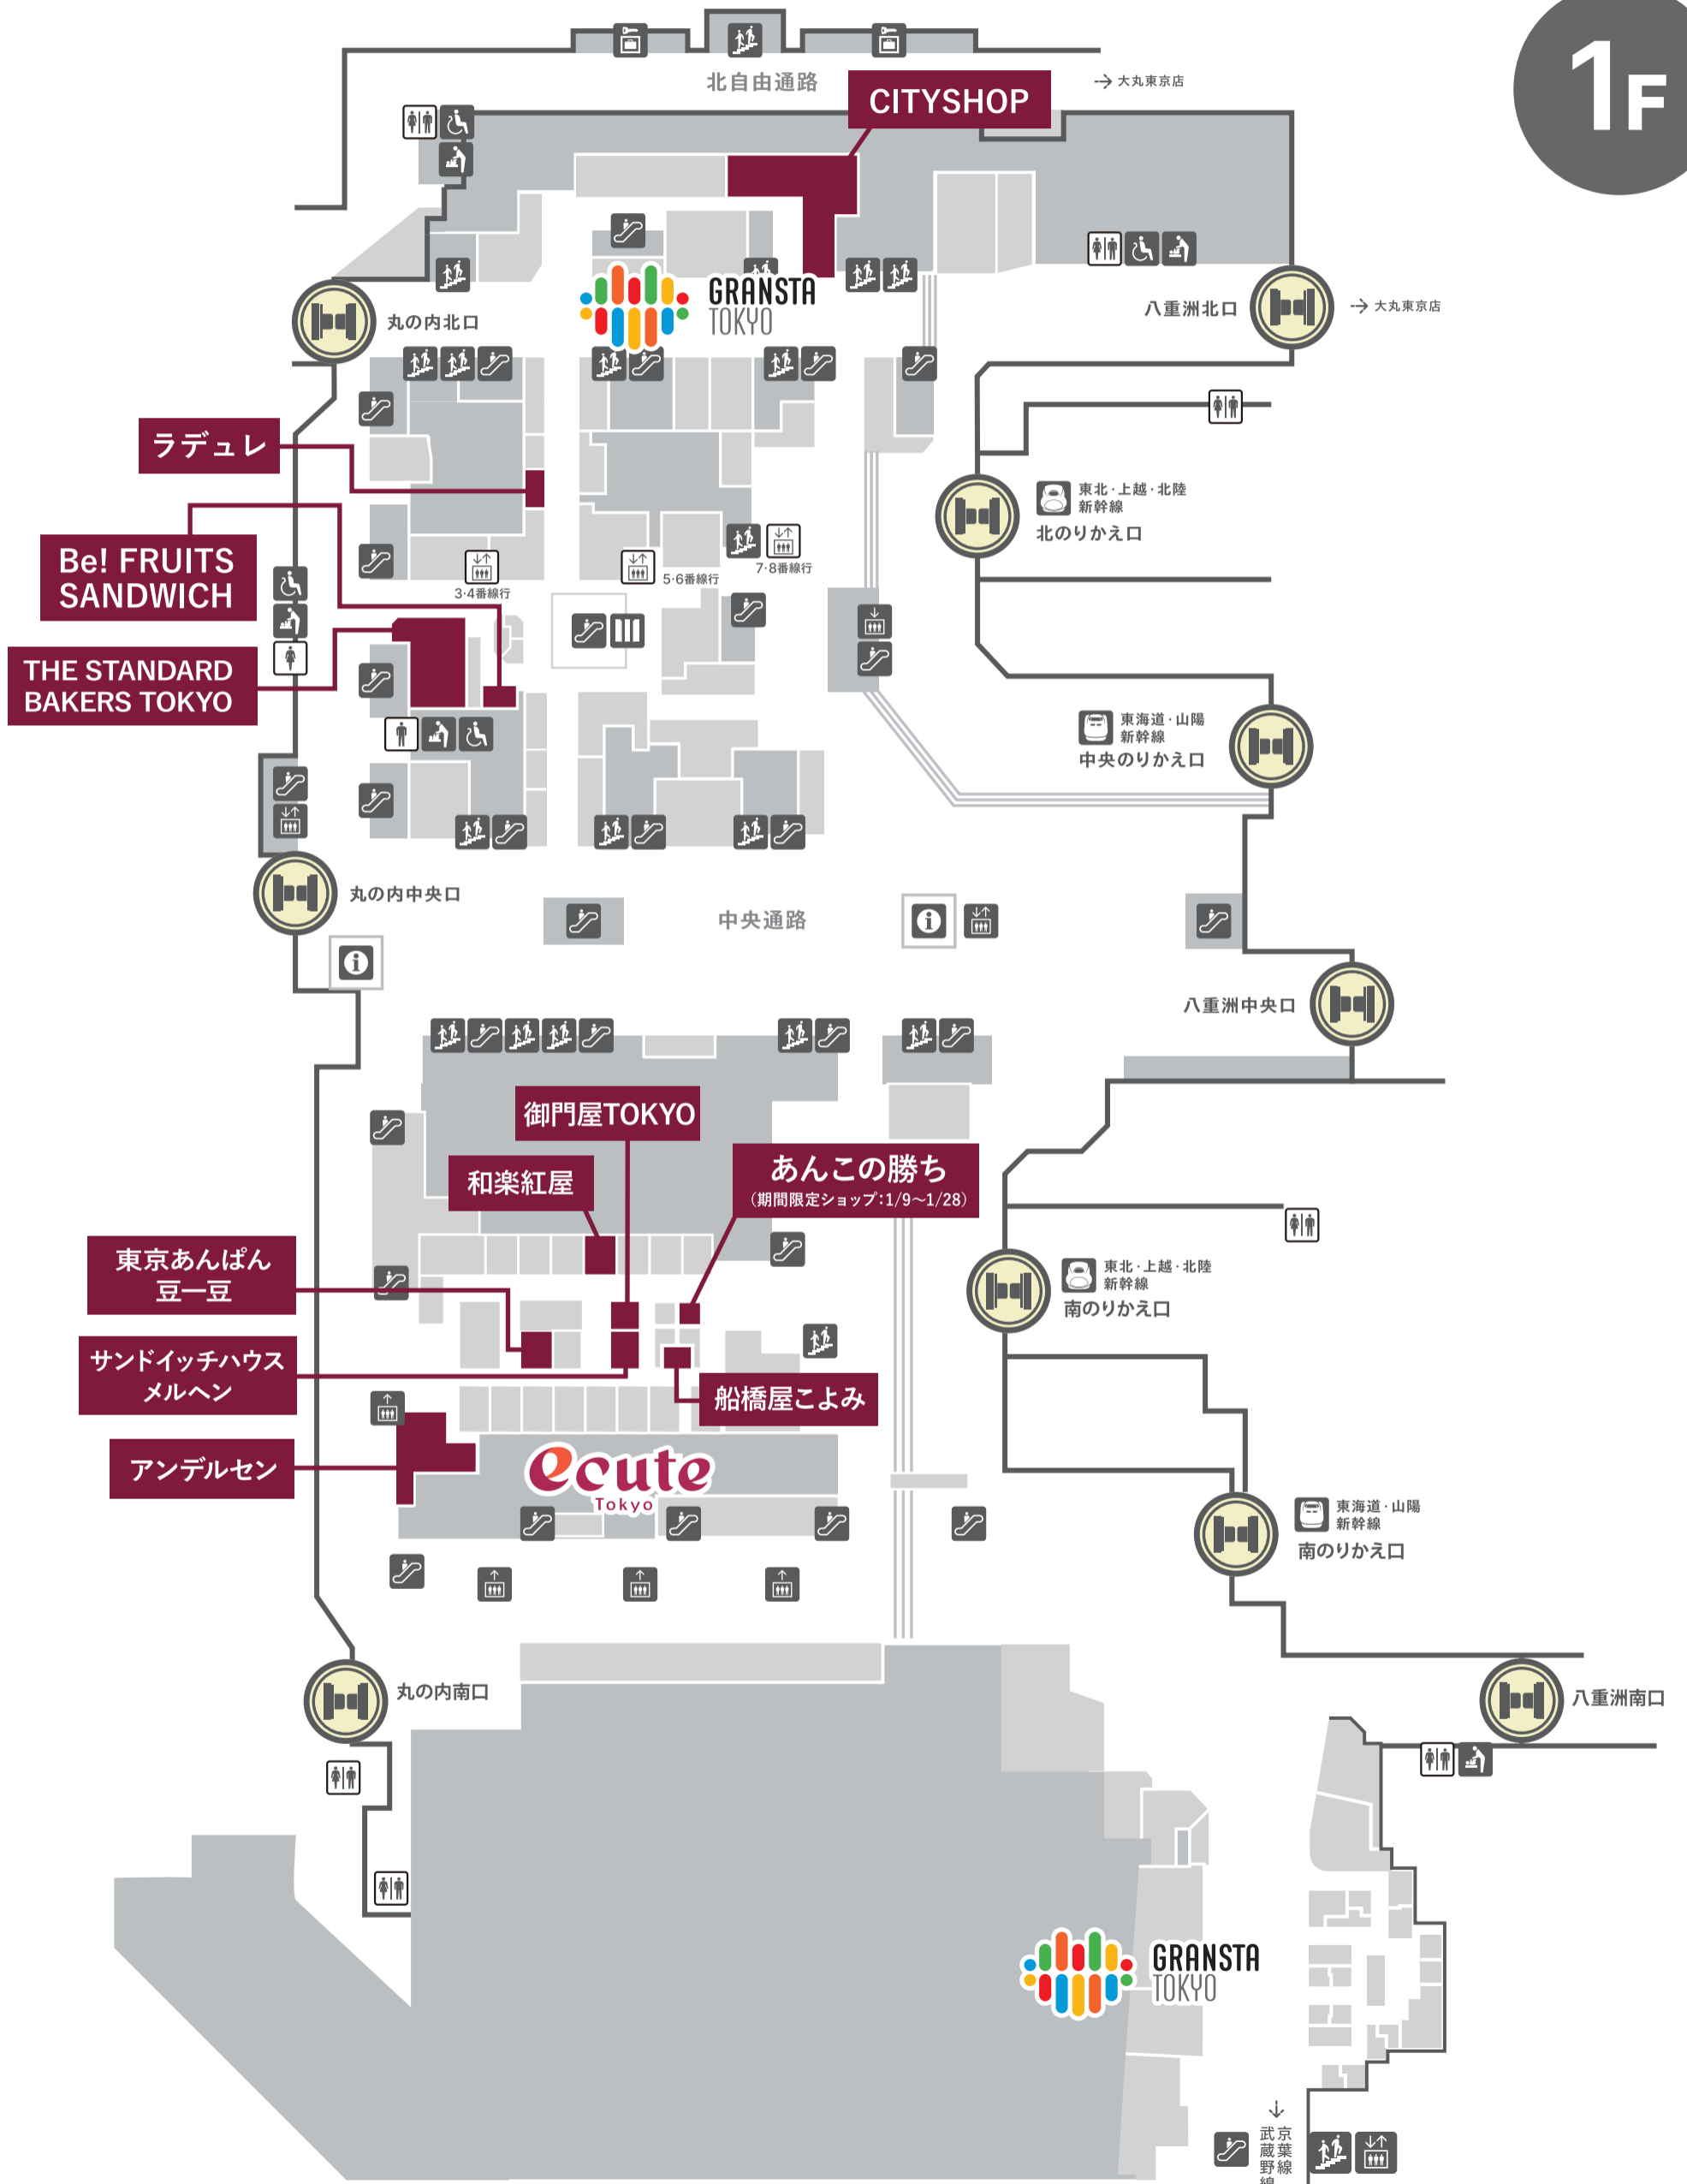 1F
北自由通路
→大丸東京店
CITYSHOP
GRANSTA
TOKYO
丸の内北口
八重洲北口
→大丸東京店
ラデュレ
東北・上越・北陸
新幹線
北のりかえ口
Be! FRUITS
SANDWICH
3・4番線行
5・6番線行
7・8番線行
THE STANDARD
BAKERS TOKYO
東海道・山陽
新幹線
中央のりかえ口
丸の内中央口
中央通路
八重洲中央口
御門屋TOKYO
和楽紅屋
あんこの勝ち
(期間限定ショップ:1/9〜1/28)
東京あんぱん
豆一豆
東北・上越・北陸
新幹線
南のりかえ口
サンドイッチハウス
メルヘン
船橋屋こよみ
アンデルセン
ecute
Tokyo
東海道・山陽
新幹線
南のりかえ口
丸の内南口
八重洲南口
GRANSTA
TOKYO
京葉線
武蔵野線